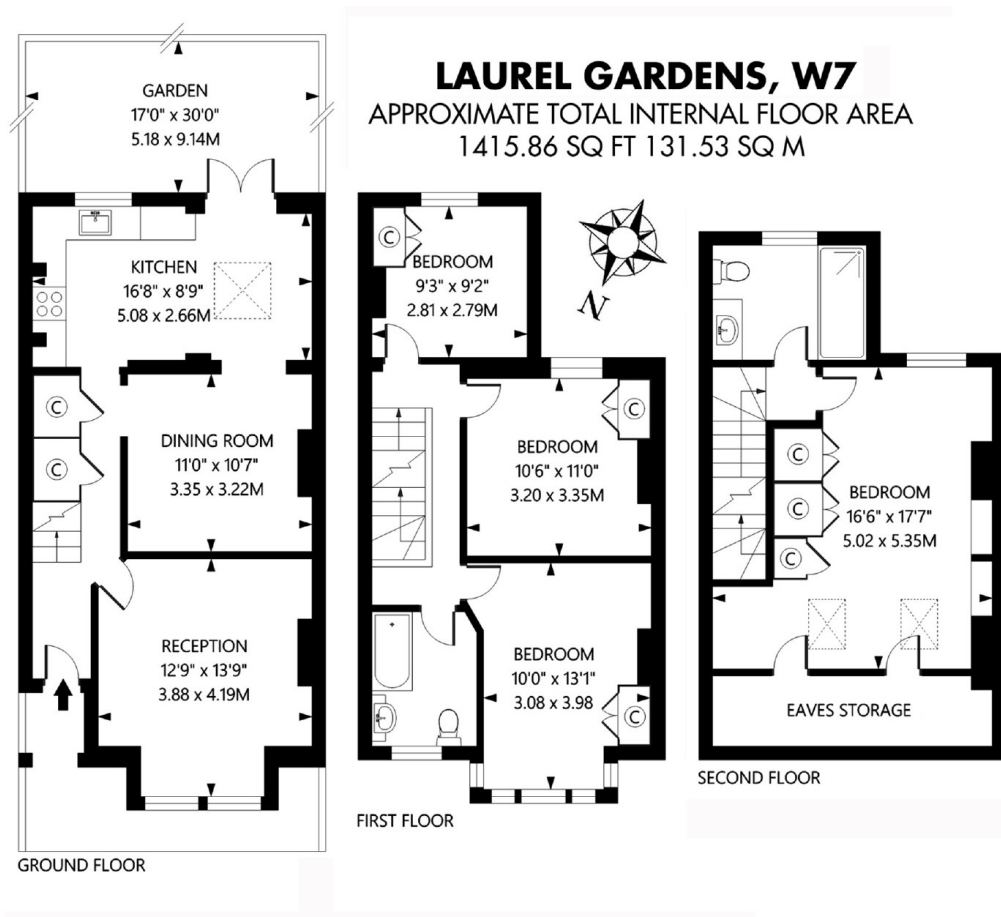 LAUREL GARDENS, W7
APPROXIMATE TOTAL INTERNAL FLOOR AREA
1415.86 SQ FT 131.53 SQ M
GARDEN
17'0" x 30'0"
5.18 x 9.14M
KITCHEN
16'8" x 8'9"
5.08 x 2.66M
C
C
DINING ROOM
11'0" x 10'7"
3.35 x 3.22M
RECEPTION
12'9" x 13'9"
3.88 x 4.19M
GROUND FLOOR
C
BEDROOM
9'3" x 9'2"
2.81 x 2.79M
N
C
BEDROOM
10'6" x 11'0"
3.20 x 3.35M
BEDROOM
10'0" x 13'1"
3.08 x 3.98
C
FIRST FLOOR
C
C
C
BEDROOM
16'6" x 17'7"
5.02 x 5.35M
EAVES STORAGE
SECOND FLOOR